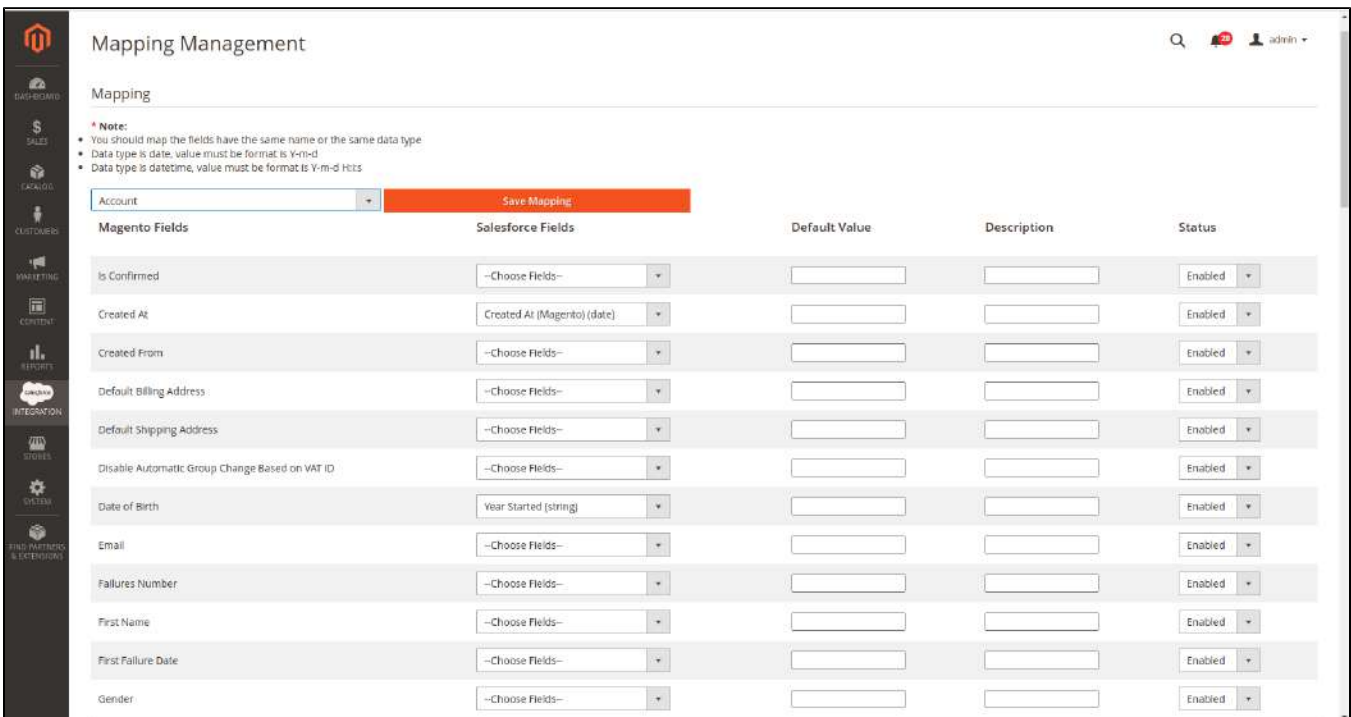 Mapping Management
20
admin
DASHBOARD
SALES
CATALOG
CUSTOMERS
MARKETING
CONTENT
REPORTS
salesforce
INTEGRATION
STORES
SYSTEM
FIND PARTNERS
& EXTENSIONS
Mapping
* Note:
You should map the fields have the same name or the same data type
Data type is date, value must be format is Y-m-d
Data type is datetime, value must be format is Y-m-d H:i:s
Account Save Mapping
Magento Fields Salesforce Fields Default Value Description Status
Is Confirmed --Choose Fields-- Enabled
Created At Created At (Magento) (date) Enabled
Created From --Choose Fields-- Enabled
Default Billing Address --Choose Fields-- Enabled
Default Shipping Address --Choose Fields-- Enabled
Disable Automatic Group Change Based on VAT ID --Choose Fields-- Enabled
Date of Birth Year Started (string) Enabled
Email --Choose Fields-- Enabled
Failures Number --Choose Fields-- Enabled
First Name --Choose Fields-- Enabled
First Failure Date --Choose Fields-- Enabled
Gender --Choose Fields-- Enabled